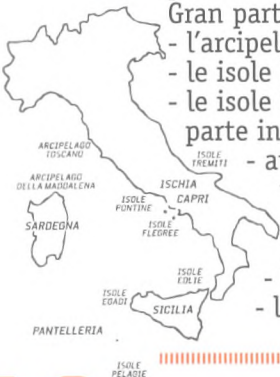 Gran part
- l'arcipel
- le isole
- le isole
parte in
- a
ARCIPELAGO
TOSCANO
ISOLE
TREMITI
ARCIPELAGO
DELLA MADDALENA
ISCHIA
ISOLE
PONTINE
CAPRI
ISOLE
FLEGREE
SARDEGNA
ISOLE
EOLIE
-
ISOLE
EGADI
SICILIA
- l
PANTELLERIA
ISOLE
PELAGIE